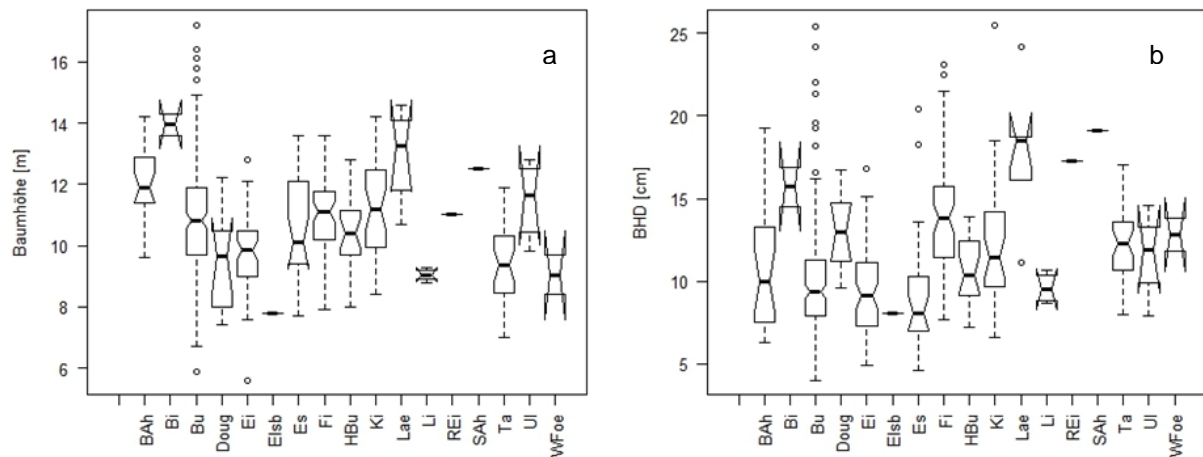 a
Baumhöhe [m]
16
14
12
10
8
6
BAh
Bi
Bu
Doug
Ei
Elsb
Es
Fi
HBu
Ki
Lae
Li
REi
SAh
Ta
Ul
WFoe
b
BHD [cm]
25
20
15
10
5
BAh
Bi
Bu
Doug
Ei
Elsb
Es
Fi
HBu
Ki
Lae
Li
REi
SAh
Ta
Ul
WFoe